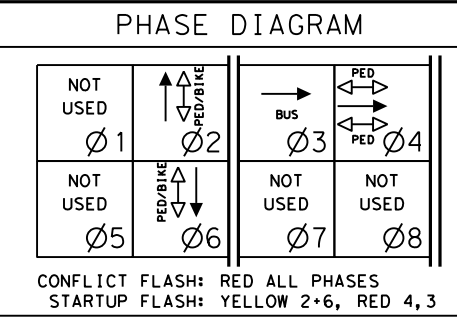 PHASE DIAGRAM
NOT USED
Ø1
PED/BIKE
Ø2
BUS
Ø3
PED
PED
Ø4
NOT USED
Ø5
PED/BIKE
Ø6
NOT USED
Ø7
NOT USED
Ø8
CONFLICT FLASH: RED ALL PHASES
STARTUP FLASH: YELLOW 2+6, RED 4,3